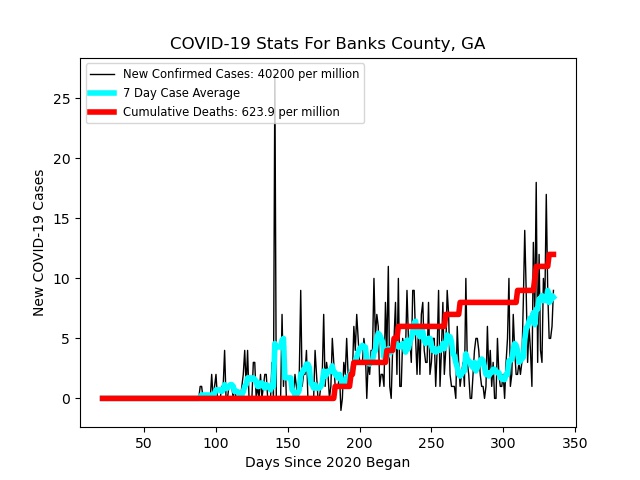 COVID-19 Stats For Banks County, GA
New Confirmed Cases: 40200 per million
7 Day Case Average
Cumulative Deaths: 623.9 per million
New COVID-19 Cases
25
20
15
10
5
0
50
100
150
200
250
300
350
Days Since 2020 Began